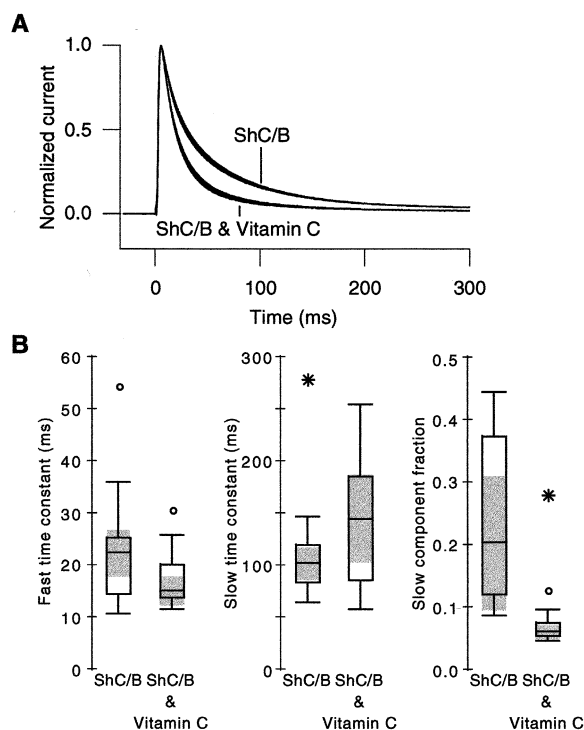 A
Normalized current
1.0
0.5
0.0
ShC/B
ShC/B & Vitamin C
0
100
200
300
Time (ms)
B
Fast time constant (ms)
60
50
40
30
20
10
0
ShC/B
ShC/B
&
Vitamin C
Slow time constant (ms)
300
200
100
0
ShC/B
ShC/B
&
Vitamin C
Slow component fraction
0.5
0.4
0.3
0.2
0.1
0.0
ShC/B
ShC/B
&
Vitamin C